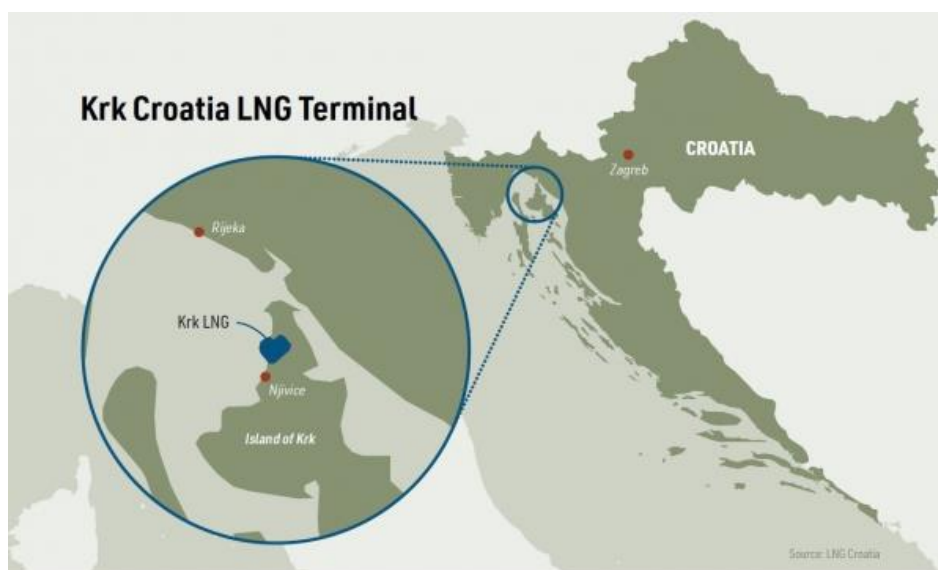 Krk Croatia LNG Terminal
CROATIA
Zagreb
Rijeka
Krk LNG
Njivice
Island of Krk
Source: LNG Croatia